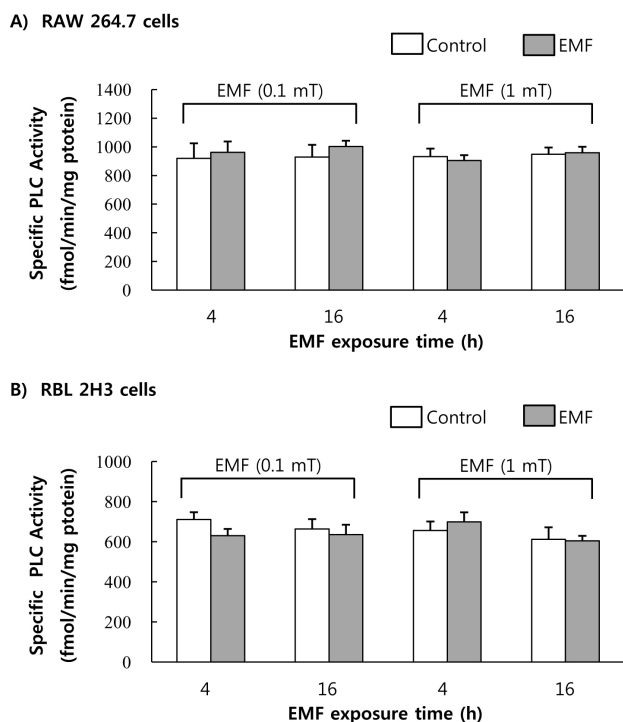 A) RAW 264.7 cells
Control EMF
EMF (0.1 mT) EMF (1 mT)
1400
1200
1000
800
600
400
200
0
Specific PLC Activity
(fmol/min/mg ptotein)
4 16 4 16
EMF exposure time (h)
B) RBL 2H3 cells
Control EMF
EMF (0.1 mT) EMF (1 mT)
1000
800
600
400
200
0
Specific PLC Activity
(fmol/min/mg ptotein)
4 16 4 16
EMF exposure time (h)